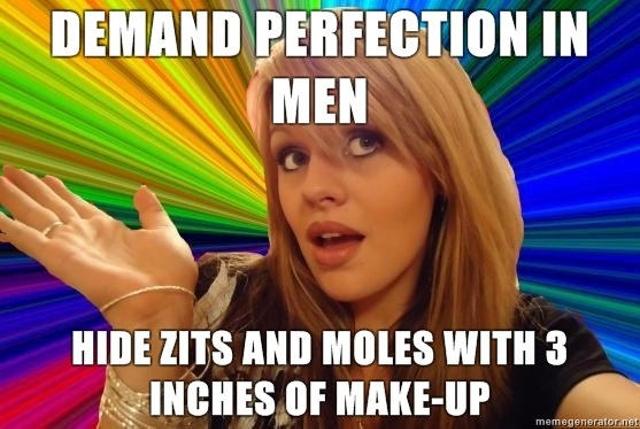 DEMAND PERFECTION IN
MEN
HIDE ZITS AND MOLES WITH 3
INCHES OF MAKE-UP
memegenerator.net